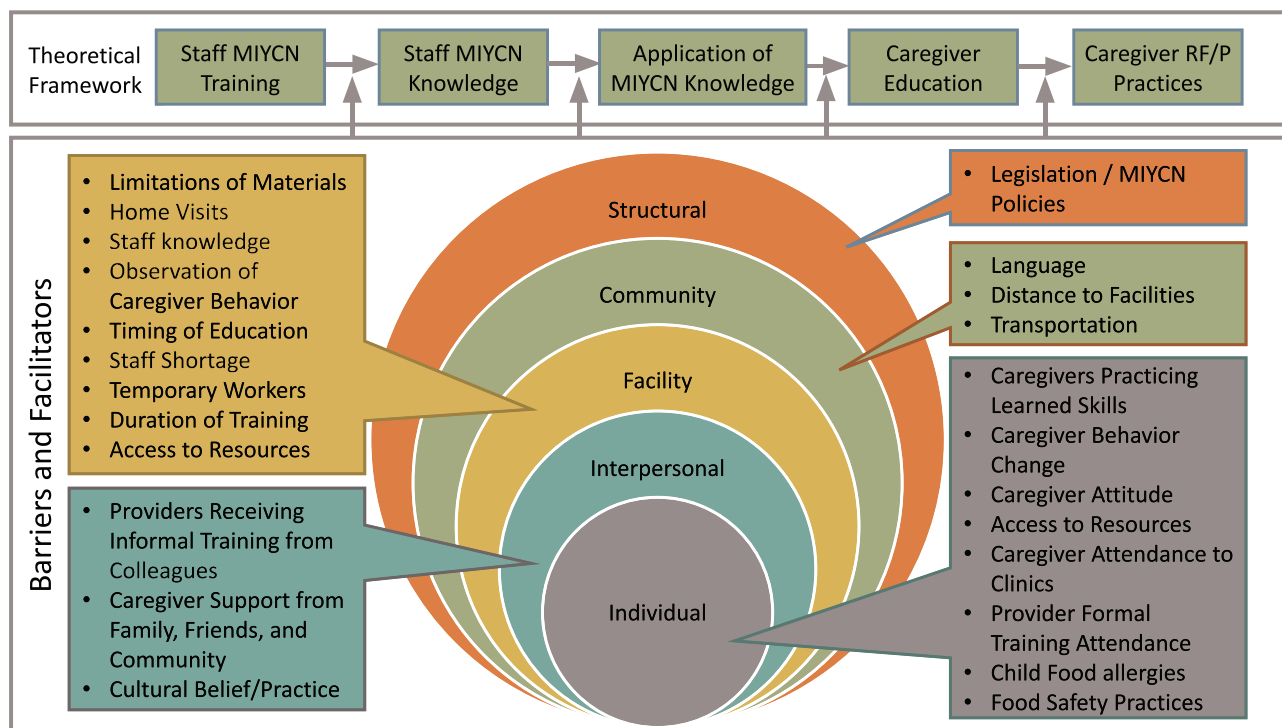 Theoretical
Framework
Staff MIYCN
Training
Staff MIYCN
Knowledge
Application of
MIYCN Knowledge
Caregiver
Education
Caregiver RF/P
Practices
Barriers and Facilitators
• Limitations of Materials
• Home Visits
• Staff knowledge
• Observation of
Caregiver Behavior
• Timing of Education
• Staff Shortage
• Temporary Workers
• Duration of Training
• Access to Resources
• Providers Receiving
Informal Training from
Colleagues
• Caregiver Support from
Family, Friends, and
Community
• Cultural Belief/Practice
Structural
Community
Facility
Interpersonal
Individual
• Legislation / MIYCN
Policies
• Language
• Distance to Facilities
• Transportation
• Caregivers Practicing
Learned Skills
• Caregiver Behavior
Change
• Caregiver Attitude
• Access to Resources
• Caregiver Attendance to
Clinics
• Provider Formal
Training Attendance
• Child Food allergies
• Food Safety Practices